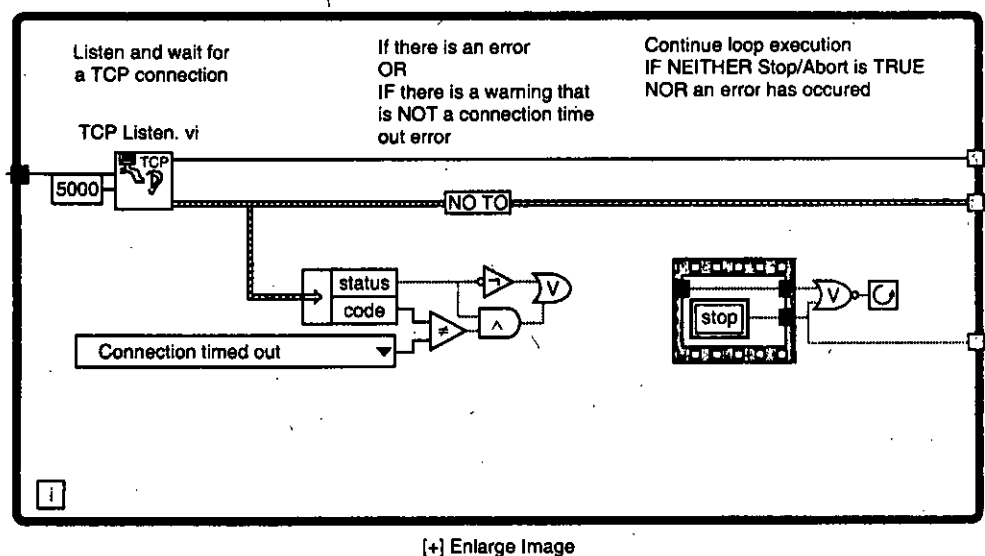 Listen and wait for
a TCP connection
If there is an error
OR
IF there is a warning that
is NOT a connection time
out error
Continue loop execution
IF NEITHER Stop/Abort is TRUE
NOR an error has occured
TCP Listen. vi
TCP
5000
NO TO
status
code
Connection timed out
stop
i
[+] Enlarge Image